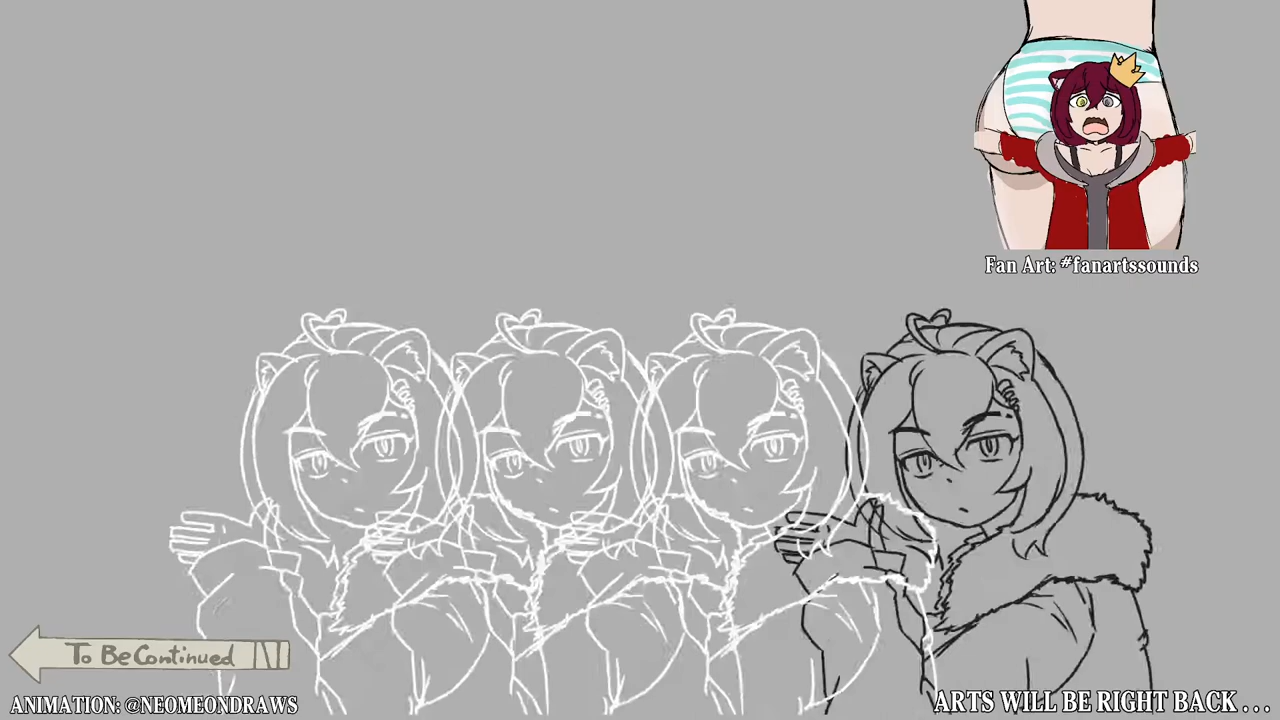 Fan Art: #fanartssounds
To Be Continued
ANIMATION: @NEOMEONDRAWS
ARTS WILL BE RIGHT BACK . . .